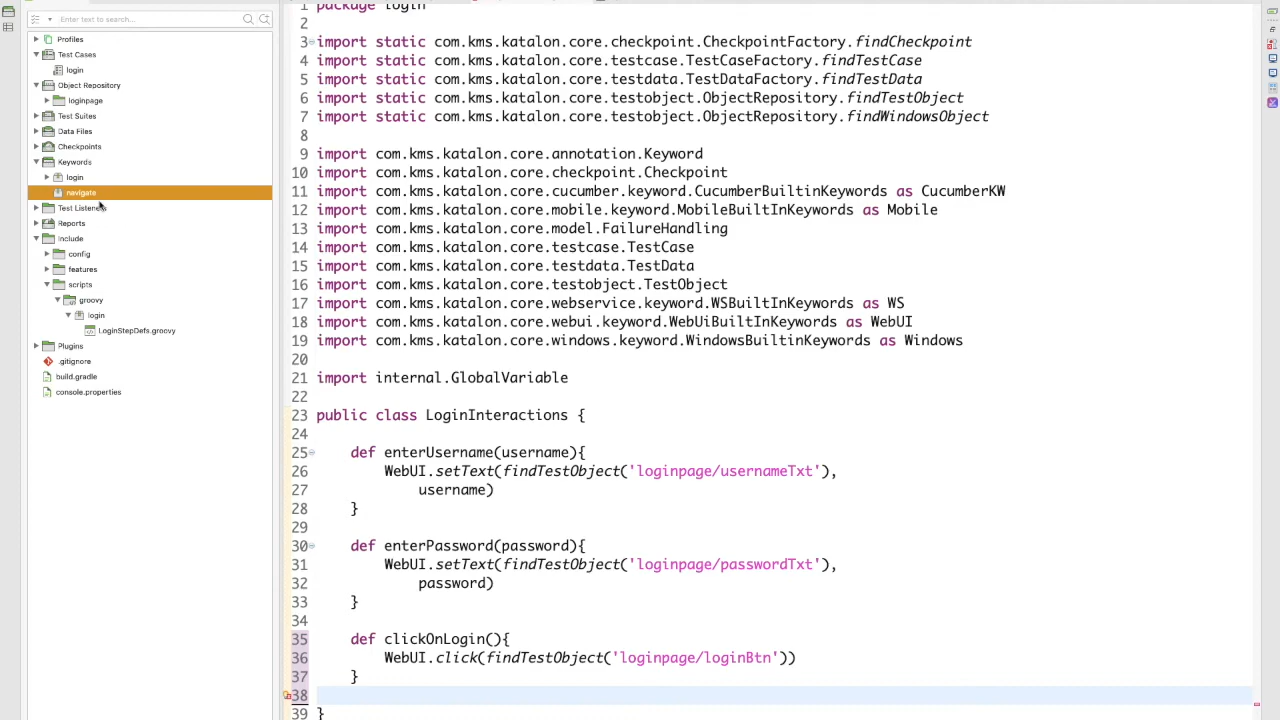 Enter text to search...
Profiles
Test Cases
login
Object Repository
loginpage
Test Suites
Data Files
Checkpoints
Keywords
login
navigate
Test Listeners
Reports
Include
config
features
scripts
groovy
login
LoginStepDefs.groovy
Plugins
.gitignore
build.gradle
console.properties
1 package login
2
3 import static com.kms.katalon.core.checkpoint.CheckpointFactory.findCheckpoint
4 import static com.kms.katalon.core.testcase.TestCaseFactory.findTestCase
5 import static com.kms.katalon.core.testdata.TestDataFactory.findTestData
6 import static com.kms.katalon.core.testobject.ObjectRepository.findTestObject
7 import static com.kms.katalon.core.testobject.ObjectRepository.findWindowsObject
8
9 import com.kms.katalon.core.annotation.Keyword
10 import com.kms.katalon.core.checkpoint.Checkpoint
11 import com.kms.katalon.core.cucumber.keyword.CucumberBuiltinKeywords as CucumberKW
12 import com.kms.katalon.core.mobile.keyword.MobileBuiltInKeywords as Mobile
13 import com.kms.katalon.core.model.FailureHandling
14 import com.kms.katalon.core.testcase.TestCase
15 import com.kms.katalon.core.testdata.TestData
16 import com.kms.katalon.core.testobject.TestObject
17 import com.kms.katalon.core.webservice.keyword.WSBuiltInKeywords as WS
18 import com.kms.katalon.core.webui.keyword.WebUiBuiltInKeywords as WebUI
19 import com.kms.katalon.core.windows.keyword.WindowsBuiltinKeywords as Windows
20
21 import internal.GlobalVariable
22
23 public class LoginInteractions {
24
25 def enterUsername(username){
26 WebUI.setText(findTestObject('loginpage/usernameTxt'),
27 username)
28 }
29
30 def enterPassword(password){
31 WebUI.setText(findTestObject('loginpage/passwordTxt'),
32 password)
33 }
34
35 def clickOnLogin(){
36 WebUI.click(findTestObject('loginpage/loginBtn'))
37 }
38
39 }